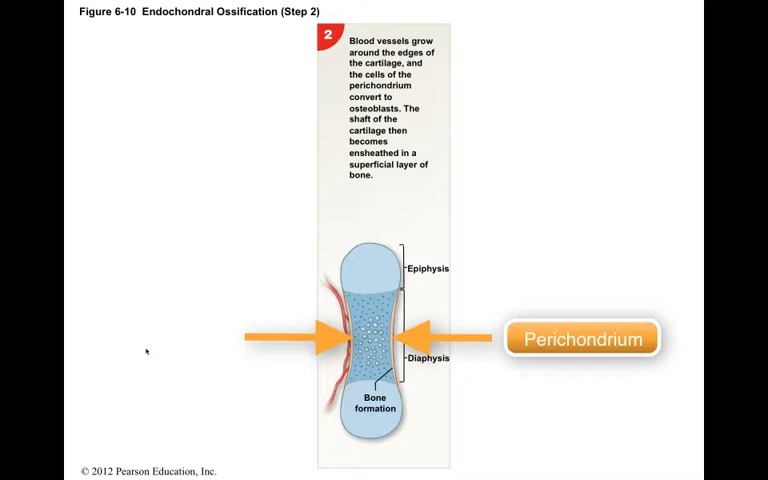 Figure 6-10 Endochondral Ossification (Step 2)
2
Blood vessels grow
around the edges of
the cartilage, and
the cells of the
perichondrium
convert to
osteoblasts. The
shaft of the
cartilage then
becomes
ensheathed in a
superficial layer of
bone.
Epiphysis
Perichondrium
Diaphysis
Bone
formation
© 2012 Pearson Education, Inc.